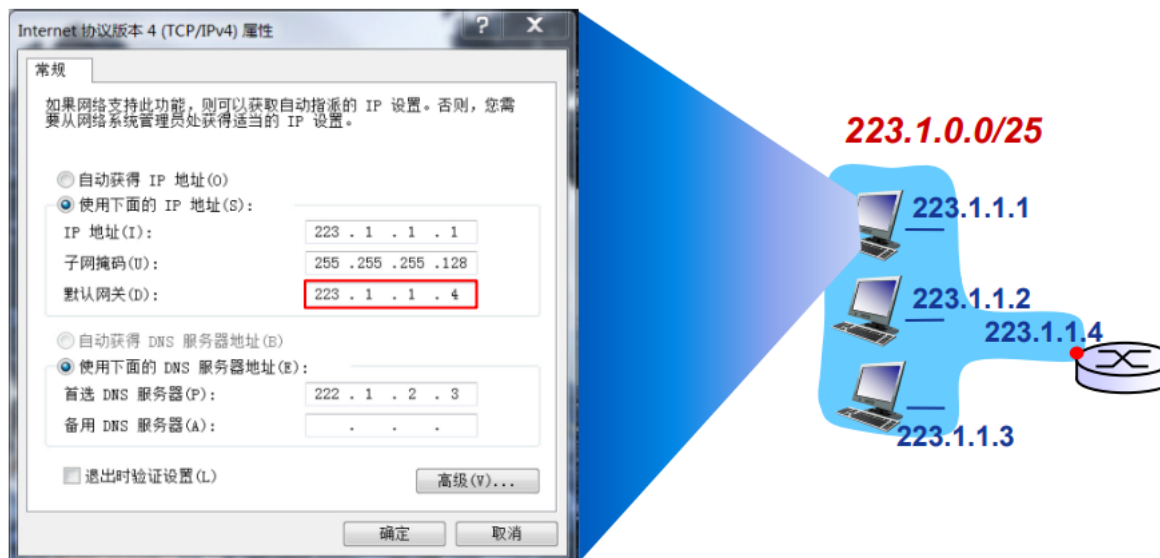 Internet 协议版本 4 (TCP/IPv4) 属性
? X
常规
如果网络支持此功能，则可以获取自动指派的 IP 设置。否则，您需
要从网络系统管理员处获得适当的 IP 设置。
自动获得 IP 地址(O)
使用下面的 IP 地址(S):
IP 地址(I): 223 . 1 . 1 . 1
子网掩码(U): 255 .255 .255 .128
默认网关(D): 223 . 1 . 1 . 4
自动获得 DNS 服务器地址(B)
使用下面的 DNS 服务器地址(E):
首选 DNS 服务器(P): 222 . 1 . 2 . 3
备用 DNS 服务器(A): . . .
退出时验证设置(L)
高级(V)...
确定 取消
223.1.0.0/25
223.1.1.1
223.1.1.2
223.1.1.4
223.1.1.3